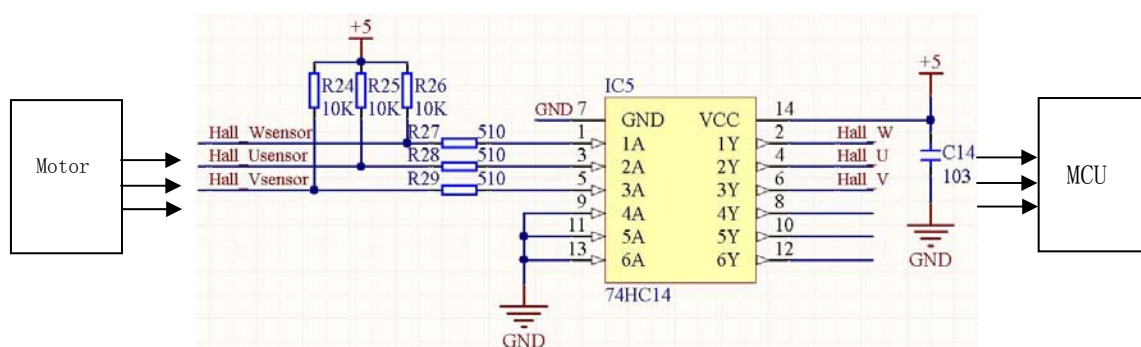 +5
R24 R25 R26
10K 10K 10K
IC5
GND 7 GND VCC 14
+5
Hall_Wsensor R27 510 1 1A 1Y 2 Hall_W
Hall_Usensor R28 510 3 2A 2Y 4 Hall_U
Hall_Vsensor R29 510 5 3A 3Y 6 Hall_V
9 4A 4Y 8
11 5A 5Y 10
13 6A 6Y 12
C14
103
GND
74HC14
GND
Motor
MCU